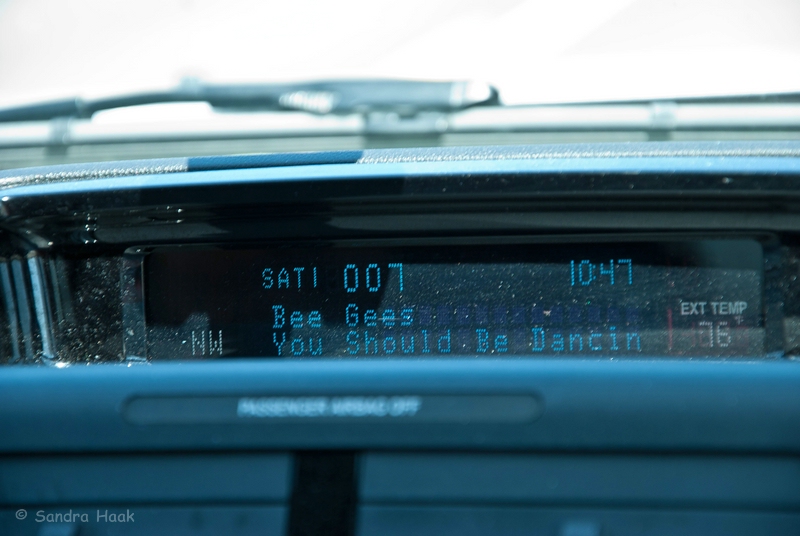 SAT1 007 10:47
Bee Gees
EXT TEMP
NW You Should Be Dancin 76°
PASSENGER AIRBAG OFF
© Sandra Haak